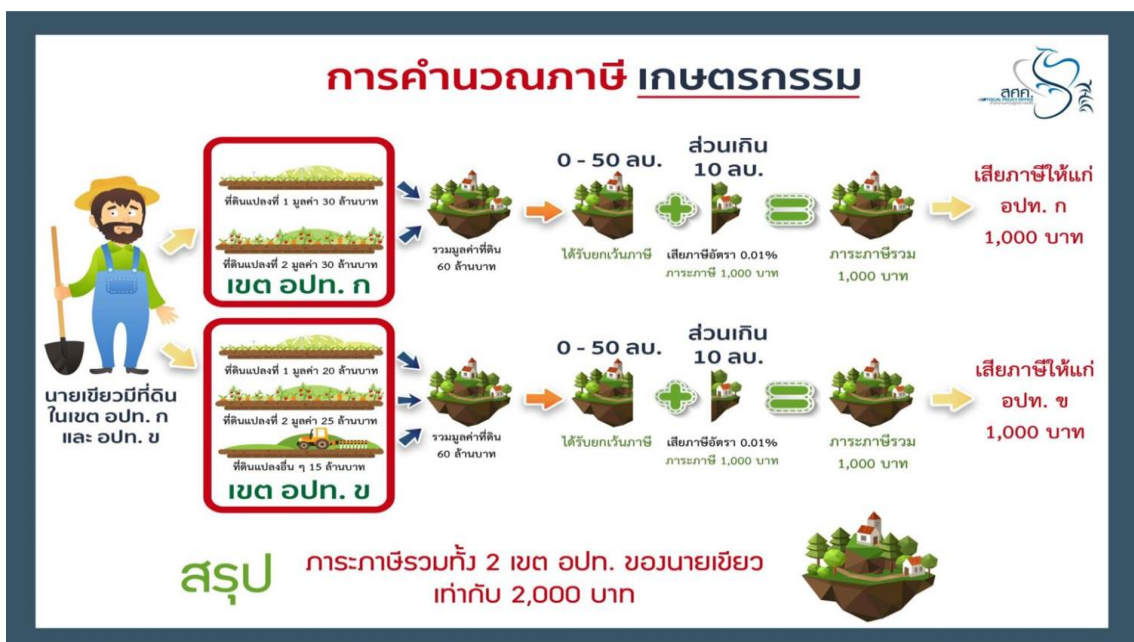 การคำนวณภาษี เกษตรกรรม
สศค.
FISCAL POLICY OFFICE
ที่ดินแปลงที่ 1 มูลค่า 30 ล้านบาท
ที่ดินแปลงที่ 2 มูลค่า 30 ล้านบาท
เขต อปท. ก
รวมมูลค่าที่ดิน
60 ล้านบาท
0 - 50 ลบ.
ได้รับยกเว้นภาษี
ส่วนเกิน
10 ลบ.
เสียภาษีอัตรา 0.01%
ภาระภาษี 1,000 บาท
ภาระภาษีรวม
1,000 บาท
เสียภาษีให้แก่
อปท. ก
1,000 บาท
นายเขียวมีที่ดิน
ในเขต อปท. ก
และ อปท. ข
ที่ดินแปลงที่ 1 มูลค่า 20 ล้านบาท
ที่ดินแปลงที่ 2 มูลค่า 25 ล้านบาท
ที่ดินแปลงอื่น ๆ 15 ล้านบาท
เขต อปท. ข
รวมมูลค่าที่ดิน
60 ล้านบาท
0 - 50 ลบ.
ได้รับยกเว้นภาษี
ส่วนเกิน
10 ลบ.
เสียภาษีอัตรา 0.01%
ภาระภาษี 1,000 บาท
ภาระภาษีรวม
1,000 บาท
เสียภาษีให้แก่
อปท. ข
1,000 บาท
สรุป
ภาระภาษีรวมทั้ง 2 เขต อปท. ของนายเขียว
เท่ากับ 2,000 บาท